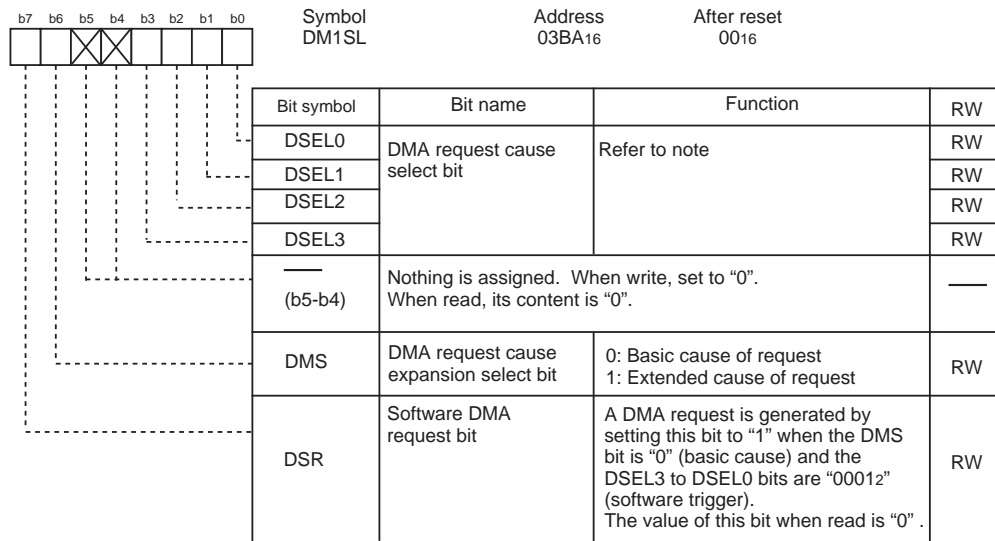 b7 b6 b5 b4 b3 b2 b1 b0
Symbol Address After reset
DM1SL 03BA16 0016
Bit symbol Bit name Function RW
DSEL0 DMA request cause select bit Refer to note RW
DSEL1 RW
DSEL2 RW
DSEL3 RW
(b5-b4) Nothing is assigned. When write, set to “0”.
When read, its content is “0”.
DMS DMA request cause expansion select bit 0: Basic cause of request RW
1: Extended cause of request
DSR Software DMA request bit A DMA request is generated by RW
setting this bit to “1” when the DMS
bit is “0” (basic cause) and the
DSEL3 to DSEL0 bits are “00012”
(software trigger).
The value of this bit when read is “0” .